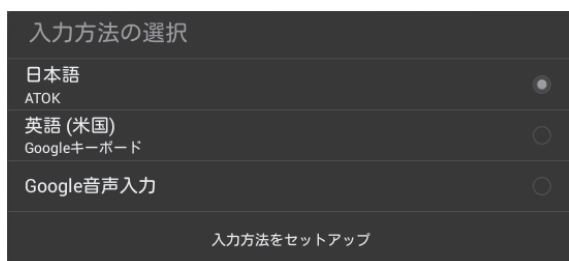 入力方法の選択
日本語
ATOK
英語 (米国)
Googleキーボード
Google音声入力
入力方法をセットアップ